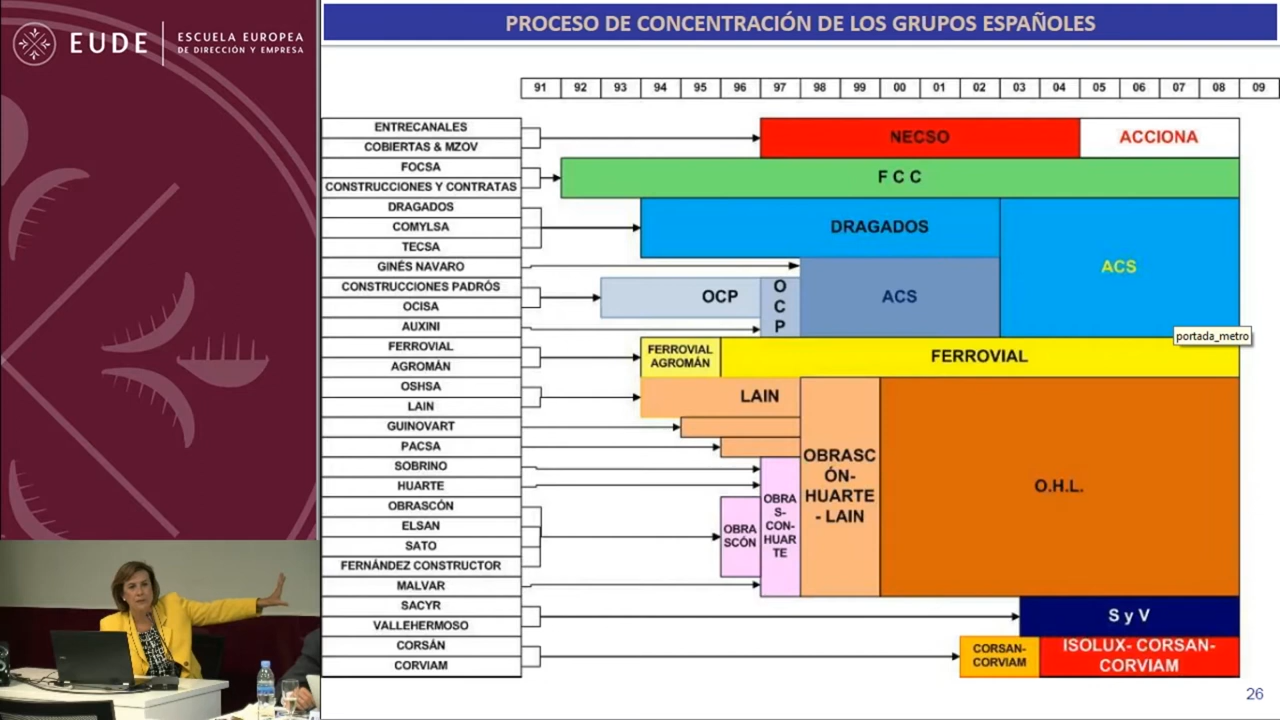 EUDE
ESCUELA EUROPEA
DE DIRECCIÓN Y EMPRESA
PROCESO DE CONCENTRACIÓN DE LOS GRUPOS ESPAÑOLES
91 92 93 94 95 96 97 98 99 00 01 02 03 04 05 06 07 08 09
ENTRECANALES
COBIERTAS & MZOV
NECSO
ACCIONA
FOCSA
CONSTRUCCIONES Y CONTRATAS
F C C
DRAGADOS
COMYLSA
TECSA
DRAGADOS
GINÉS NAVARO
CONSTRUCCIONES PADRÓS
OCISA
AUXINI
OCP
O
C
P
ACS
ACS
portada_metro
FERROVIAL
AGROMÁN
FERROVIAL
AGROMÁN
FERROVIAL
OSHSA
LAIN
LAIN
GUINOVART
PACSA
SOBRINO
HUARTE
OBRASCÓN
ELSAN
SATO
FERNÁNDEZ CONSTRUCTOR
MALVAR
OBRA
SCÓN
OBRA
S-
CON-
HUAR
TE
OBRASC
ÓN-
HUARTE
- LAIN
O.H.L.
SACYR
VALLEHERMOSO
S y V
CORSÁN
CORVIAM
CORSAN-
CORVIAM
ISOLUX- CORSAN-
CORVIAM
26